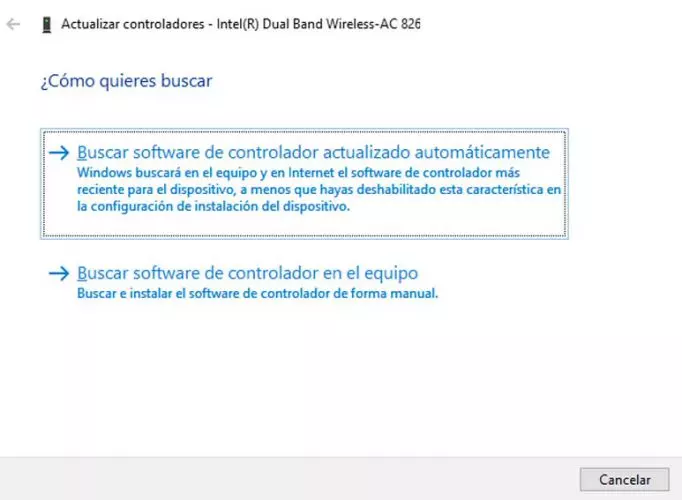 Actualizar controladores - Intel(R) Dual Band Wireless-AC 826
¿Cómo quieres buscar
Buscar software de controlador actualizado automáticamente
Windows buscará en el equipo y en Internet el software de controlador más
reciente para el dispositivo, a menos que hayas deshabilitado esta característica en
la configuración de instalación del dispositivo.
Buscar software de controlador en el equipo
Buscar e instalar el software de controlador de forma manual.
Cancelar